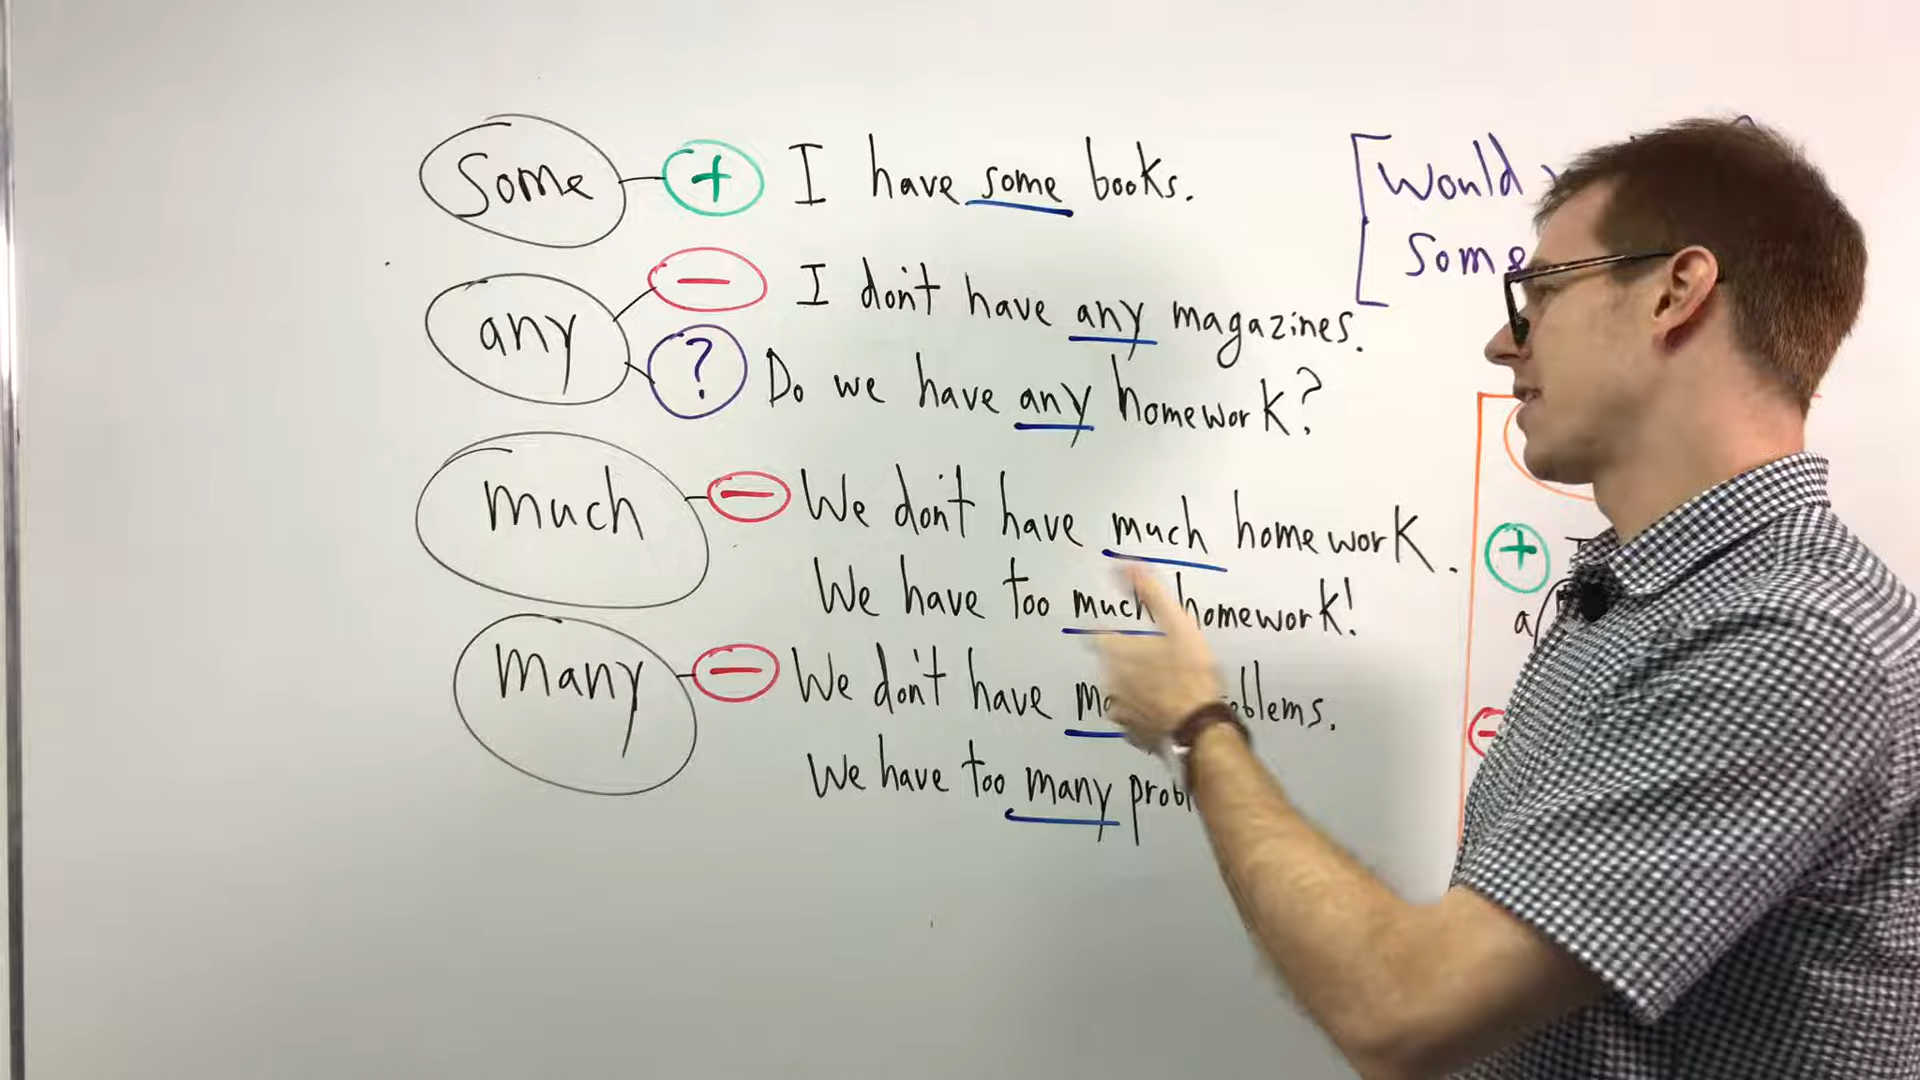 Some + I have some books.
any - I don't have any magazines.
? Do we have any homework?
much - We don't have much homework.
We have too much homework!
many - We don't have problems.
We have too many
Would
Some
+
a
-